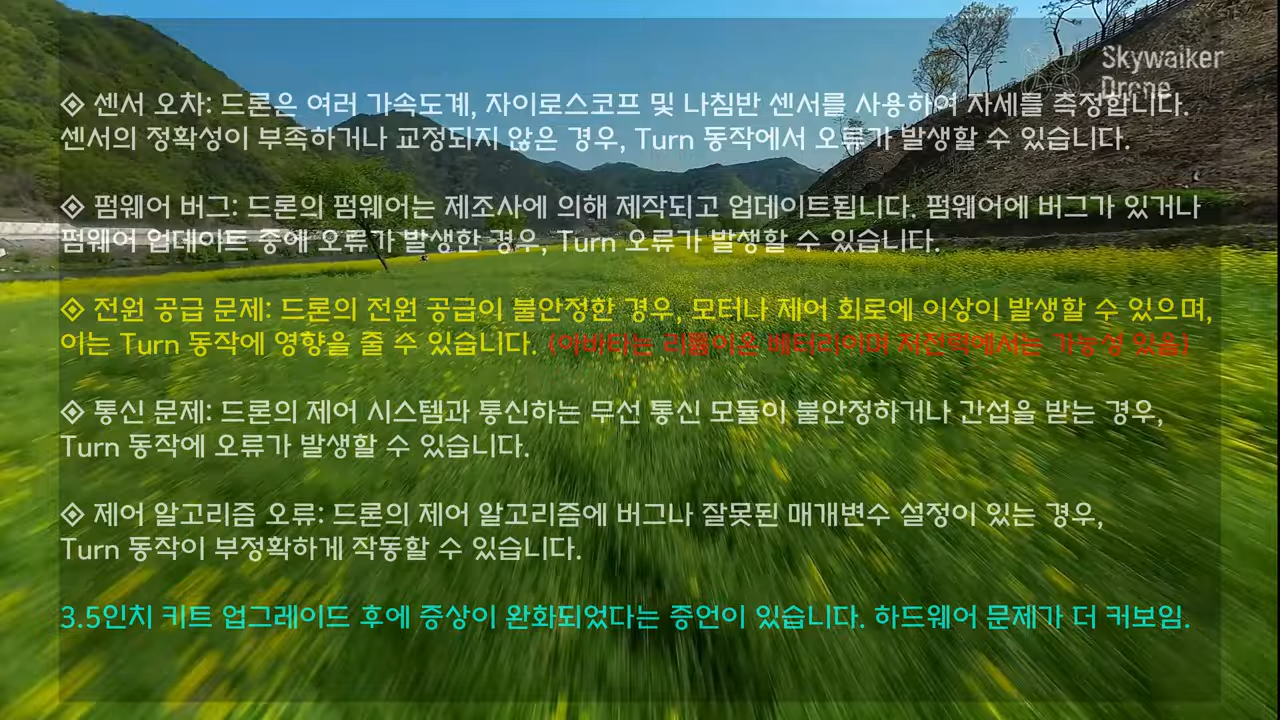 Skywalker
Drone
◈ 센서 오차: 드론은 여러 가속도계, 자이로스코프 및 나침반 센서를 사용하여 자세를 측정합니다.
센서의 정확성이 부족하거나 교정되지 않은 경우, Turn 동작에서 오류가 발생할 수 있습니다.
◈ 펌웨어 버그: 드론의 펌웨어는 제조사에 의해 제작되고 업데이트됩니다. 펌웨어에 버그가 있거나
펌웨어 업데이트 중에 오류가 발생한 경우, Turn 오류가 발생할 수 있습니다.
◈ 전원 공급 문제: 드론의 전원 공급이 불안정한 경우, 모터나 제어 회로에 이상이 발생할 수 있으며,
이는 Turn 동작에 영향을 줄 수 있습니다. (아바타는 리튬이온 배터리이며 저전력에서는 가능성 있음)
◈ 통신 문제: 드론의 제어 시스템과 통신하는 무선 통신 모듈이 불안정하거나 간섭을 받는 경우,
Turn 동작에 오류가 발생할 수 있습니다.
◈ 제어 알고리즘 오류: 드론의 제어 알고리즘에 버그나 잘못된 매개변수 설정이 있는 경우,
Turn 동작이 부정확하게 작동할 수 있습니다.
3.5인치 키트 업그레이드 후에 증상이 완화되었다는 증언이 있습니다. 하드웨어 문제가 더 커보임.